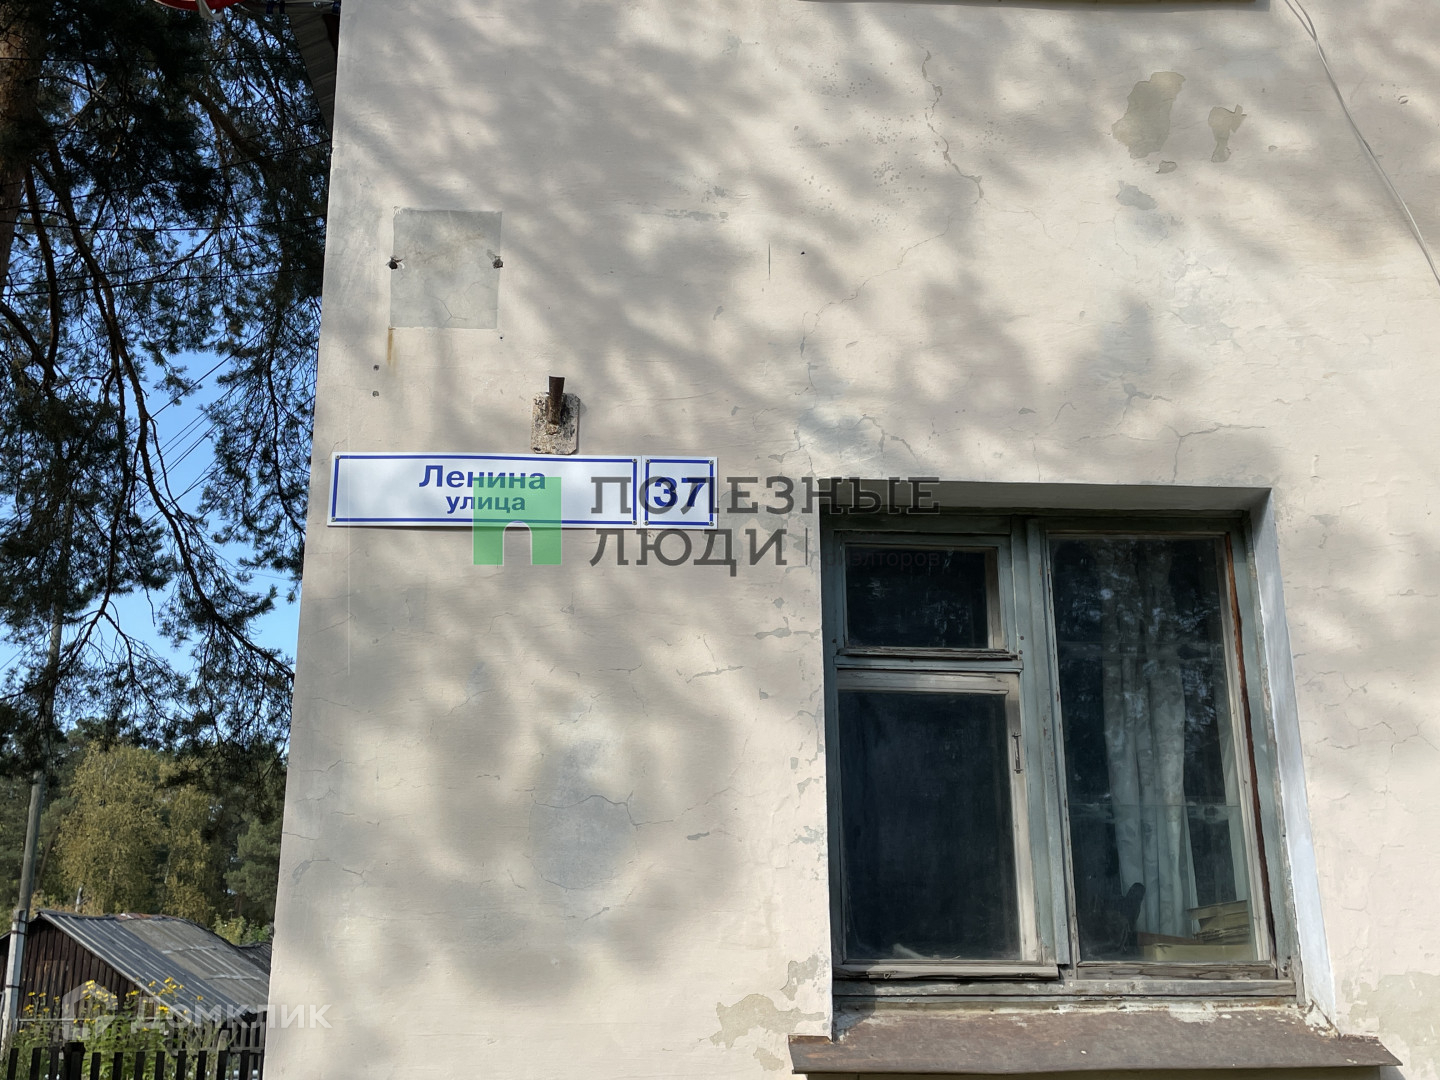 Ленина
улица
37
ПОЛЕЗНЫЕ
ЛЮДИ
Домклик